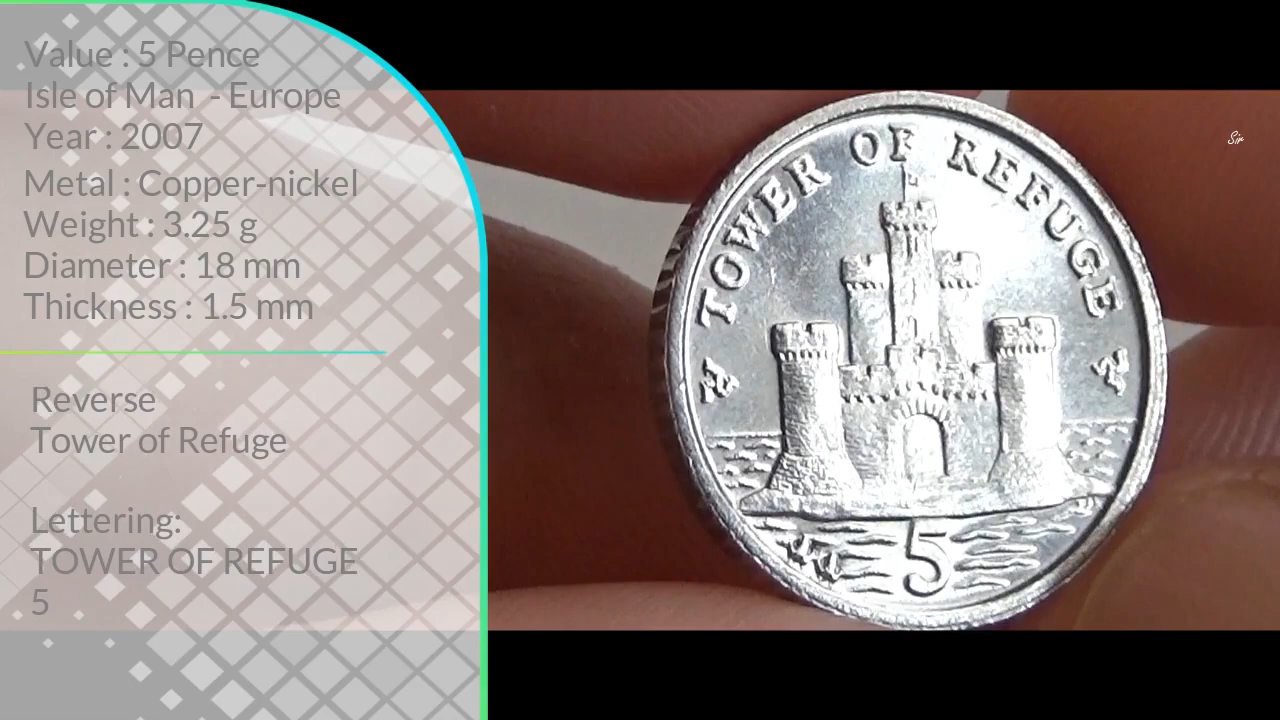 Value : 5 Pence
Isle of Man - Europe
Year : 2007
Metal : Copper-nickel
Weight : 3.25 g
Diameter : 18 mm
Thickness : 1.5 mm
Reverse
Tower of Refuge
Lettering:
TOWER OF REFUGE
5
TOWER OF REFUGE
5
Sir